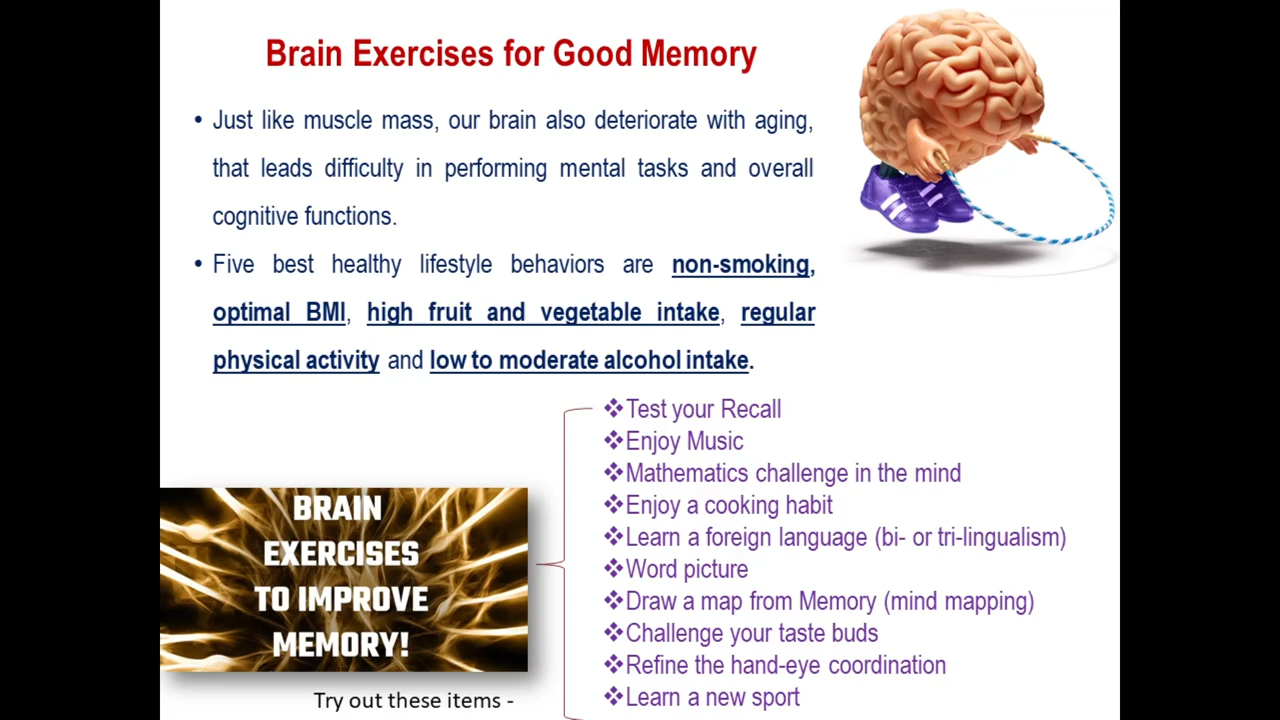 Brain Exercises for Good Memory
• Just like muscle mass, our brain also deteriorate with aging,
that leads difficulty in performing mental tasks and overall
cognitive functions.
• Five best healthy lifestyle behaviors are non-smoking,
optimal BMI, high fruit and vegetable intake, regular
physical activity and low to moderate alcohol intake.
BRAIN
EXERCISES
TO IMPROVE
MEMORY!
Try out these items -
❖Test your Recall
❖Enjoy Music
❖Mathematics challenge in the mind
❖Enjoy a cooking habit
❖Learn a foreign language (bi- or tri-lingualism)
❖Word picture
❖Draw a map from Memory (mind mapping)
❖Challenge your taste buds
❖Refine the hand-eye coordination
❖Learn a new sport